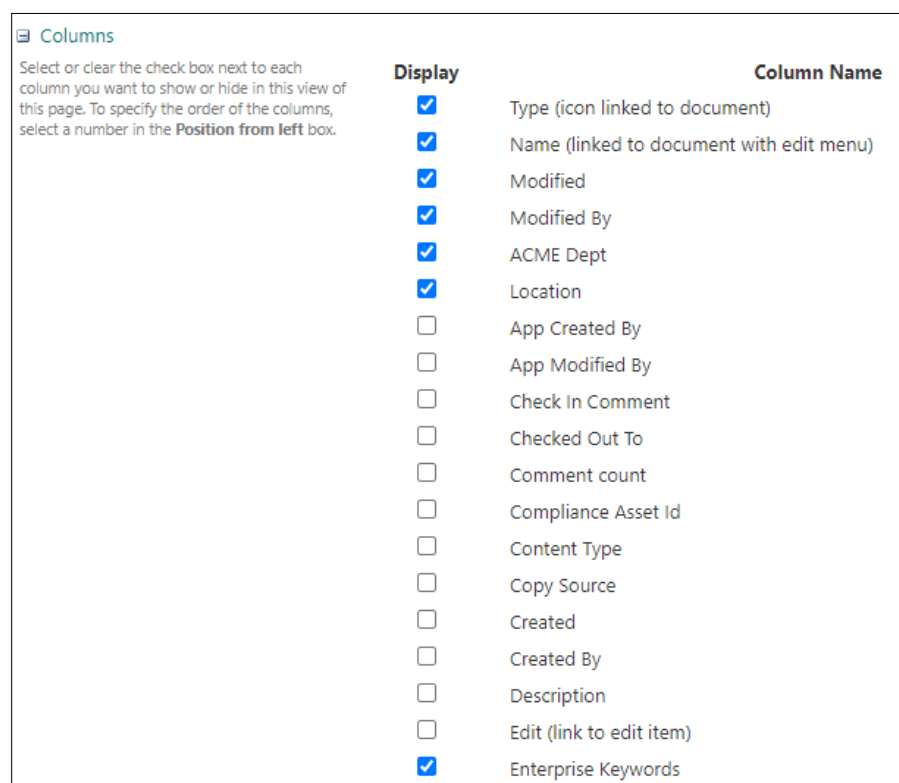 Columns
Select or clear the check box next to each
column you want to show or hide in this view of
this page. To specify the order of the columns,
select a number in the Position from left box.
Display Column Name
Type (icon linked to document)
Name (linked to document with edit menu)
Modified
Modified By
ACME Dept
Location
App Created By
App Modified By
Check In Comment
Checked Out To
Comment count
Compliance Asset Id
Content Type
Copy Source
Created
Created By
Description
Edit (link to edit item)
Enterprise Keywords